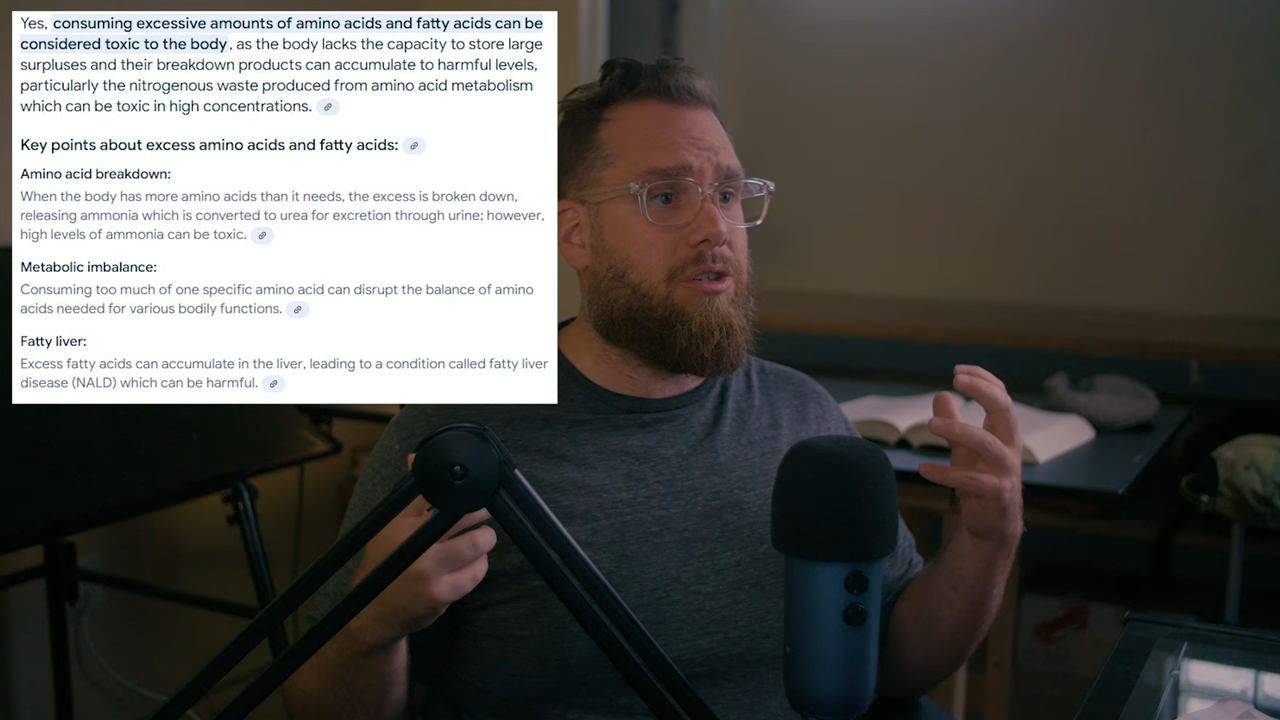 Yes, consuming excessive amounts of amino acids and fatty acids can be
considered toxic to the body, as the body lacks the capacity to store large
surpluses and their breakdown products can accumulate to harmful levels,
particularly the nitrogenous waste produced from amino acid metabolism
which can be toxic in high concentrations.
Key points about excess amino acids and fatty acids:
Amino acid breakdown:
When the body has more amino acids than it needs, the excess is broken down,
releasing ammonia which is converted to urea for excretion through urine; however,
high levels of ammonia can be toxic.
Metabolic imbalance:
Consuming too much of one specific amino acid can disrupt the balance of amino
acids needed for various bodily functions.
Fatty liver:
Excess fatty acids can accumulate in the liver, leading to a condition called fatty liver
disease (NALD) which can be harmful.